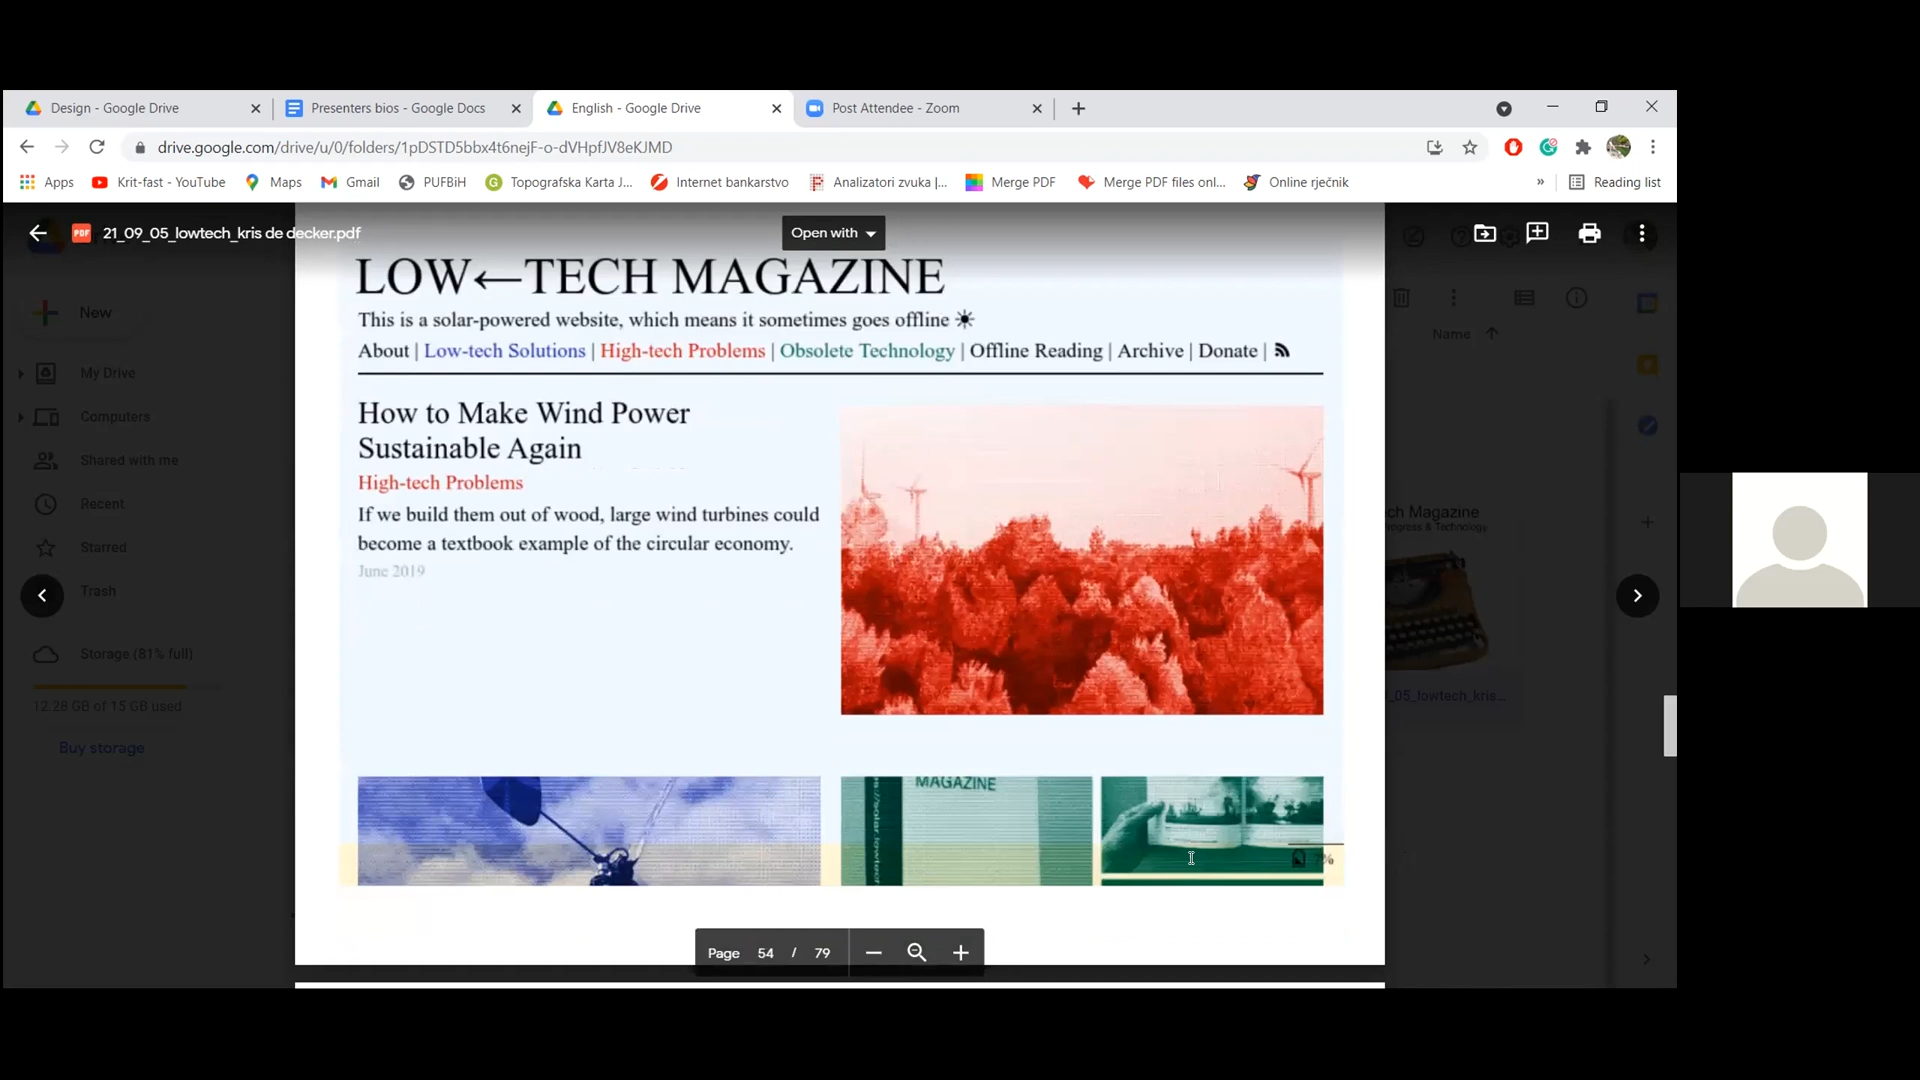 Design - Google Drive
Presenters bios - Google Docs
English - Google Drive
Post Attendee - Zoom
drive.google.com/drive/u/0/folders/1pDSTD5bbx4t6nejF-o-dVHpfJV8eKJMD
Apps
Krit-fast - YouTube
Maps
Gmail
PUFBiH
Topografska Karta J...
Internet bankarstvo
Analizatori zvuka |...
Merge PDF
Merge PDF files onl...
Online rječnik
»
Reading list
PDF
21_09_05_lowtech_kris de decker.pdf
Open with
New
My Drive
Computers
Shared with me
Recent
Starred
Trash
Storage (81% full)
12.28 GB of 15 GB used
Buy storage
LOW←TECH MAGAZINE
This is a solar-powered website, which means it sometimes goes offline
About | Low-tech Solutions | High-tech Problems | Obsolete Technology | Offline Reading | Archive | Donate |
How to Make Wind Power
Sustainable Again
High-tech Problems
If we build them out of wood, large wind turbines could
become a textbook example of the circular economy.
June 2019
MAGAZINE
Name
ch Magazine
Progress & Technology
_05_lowtech_kris...
Page 54 / 79